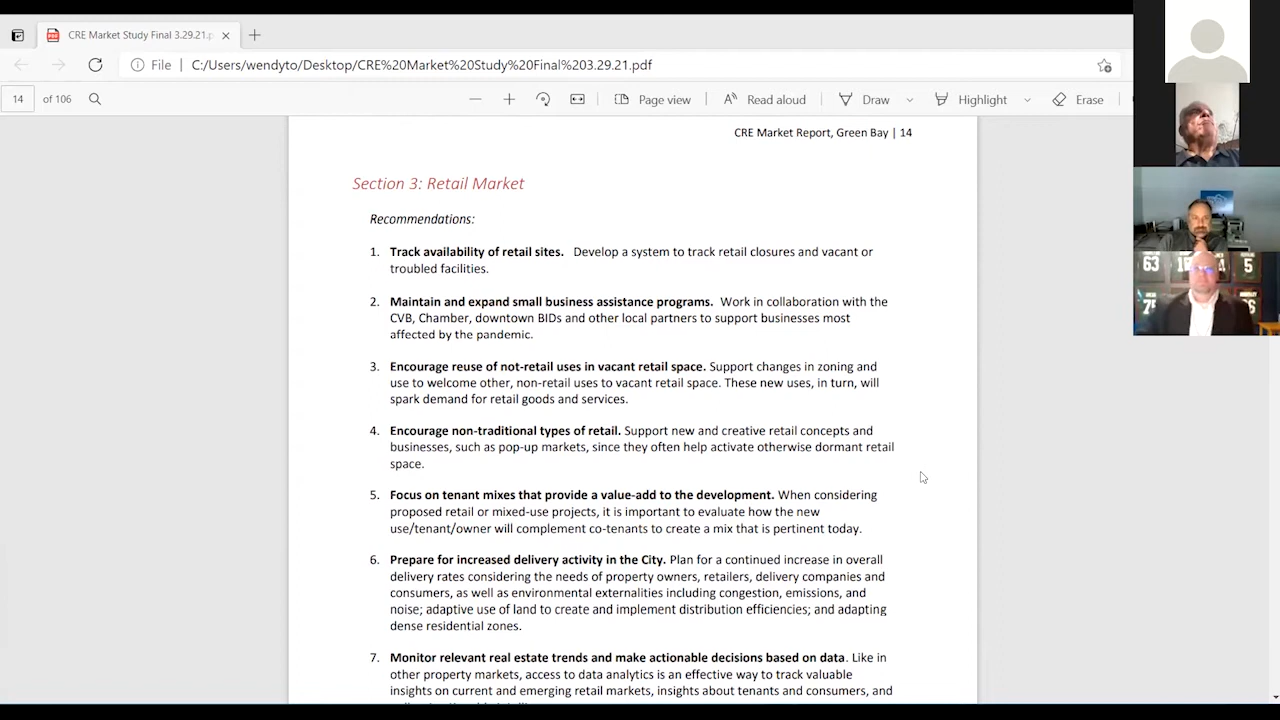 CRE Market Study Final 3.29.21.p
File | C:/Users/wendyto/Desktop/CRE%20Market%20Study%20Final%203.29.21.pdf
14 of 106 Page view Read aloud Draw Highlight Erase
CRE Market Report, Green Bay | 14
Section 3: Retail Market
Recommendations:
1. Track availability of retail sites. Develop a system to track retail closures and vacant or
troubled facilities.
2. Maintain and expand small business assistance programs. Work in collaboration with the
CVB, Chamber, downtown BIDs and other local partners to support businesses most
affected by the pandemic.
3. Encourage reuse of not-retail uses in vacant retail space. Support changes in zoning and
use to welcome other, non-retail uses to vacant retail space. These new uses, in turn, will
spark demand for retail goods and services.
4. Encourage non-traditional types of retail. Support new and creative retail concepts and
businesses, such as pop-up markets, since they often help activate otherwise dormant retail
space.
5. Focus on tenant mixes that provide a value-add to the development. When considering
proposed retail or mixed-use projects, it is important to evaluate how the new
use/tenant/owner will complement co-tenants to create a mix that is pertinent today.
6. Prepare for increased delivery activity in the City. Plan for a continued increase in overall
delivery rates considering the needs of property owners, retailers, delivery companies and
consumers, as well as environmental externalities including congestion, emissions, and
noise; adaptive use of land to create and implement distribution efficiencies; and adapting
dense residential zones.
7. Monitor relevant real estate trends and make actionable decisions based on data. Like in
other property markets, access to data analytics is an effective way to track valuable
insights on current and emerging retail markets, insights about tenants and consumers, and
63
5